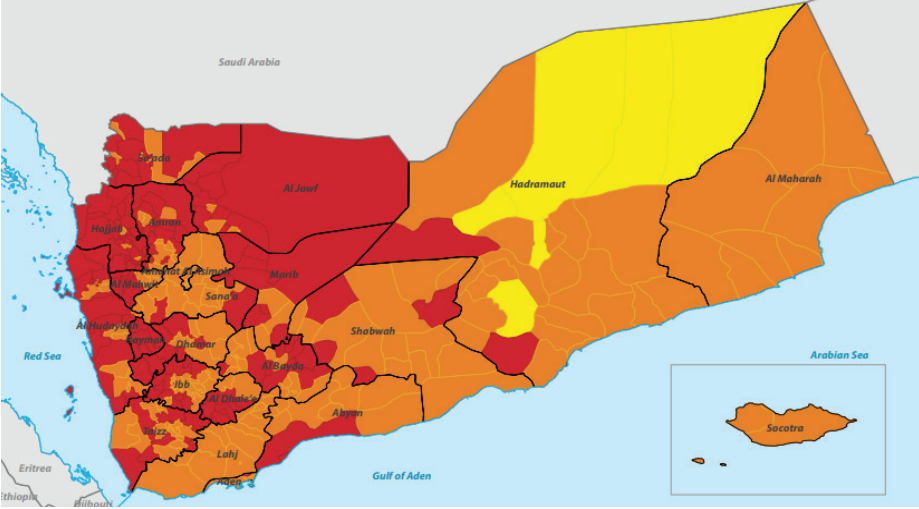 Saudi Arabia
Sa'ada
Al Jawf
Hadramaut
Al Maharah
Hajjah
Amran
Amanat Al Asimah
Marib
Al Mahwit
Sana'a
Al Hudaydah
Raymah
Dhamar
Shabwah
Red Sea
Arabian Sea
Al Bayda
Ibb
Al Dhale'e
Abyan
Taizz
Socotra
Lahj
Eritrea
Gulf of Aden
Aden
Ethiopia
Djibouti